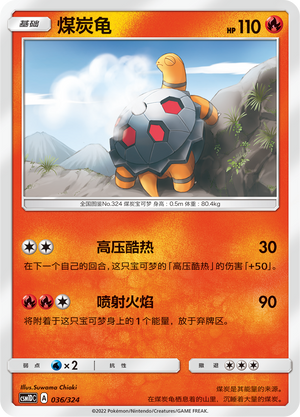 基础 煤炭龟 HP 110
全国图鉴No.324 煤炭宝可梦 身高：0.5m 体重：80.4kg
高压酷热 30
在下一个自己的回合，这只宝可梦的「高压酷热」的伤害「+50」。
喷射火焰 90
将附着于这只宝可梦身上的1个能量，放于弃牌区。
弱点 ×2 抗性 撤退
Illus.Suwama Chiaki
CSM1DC A 036/324
煤炭是其能量的来源。
在煤炭龟栖息着的山里，沉睡着大量的煤炭。
©2022 Pokémon/Nintendo/Creatures/GAME FREAK.